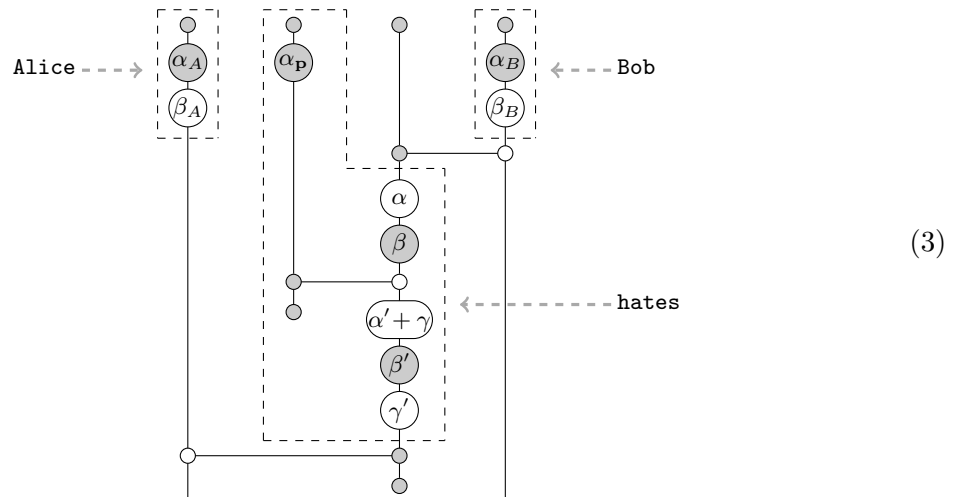 Alice α_A α_𝐩 α_B Bob
β_A β_B
α
β
(3)
hates
α′ + γ
β′
γ′